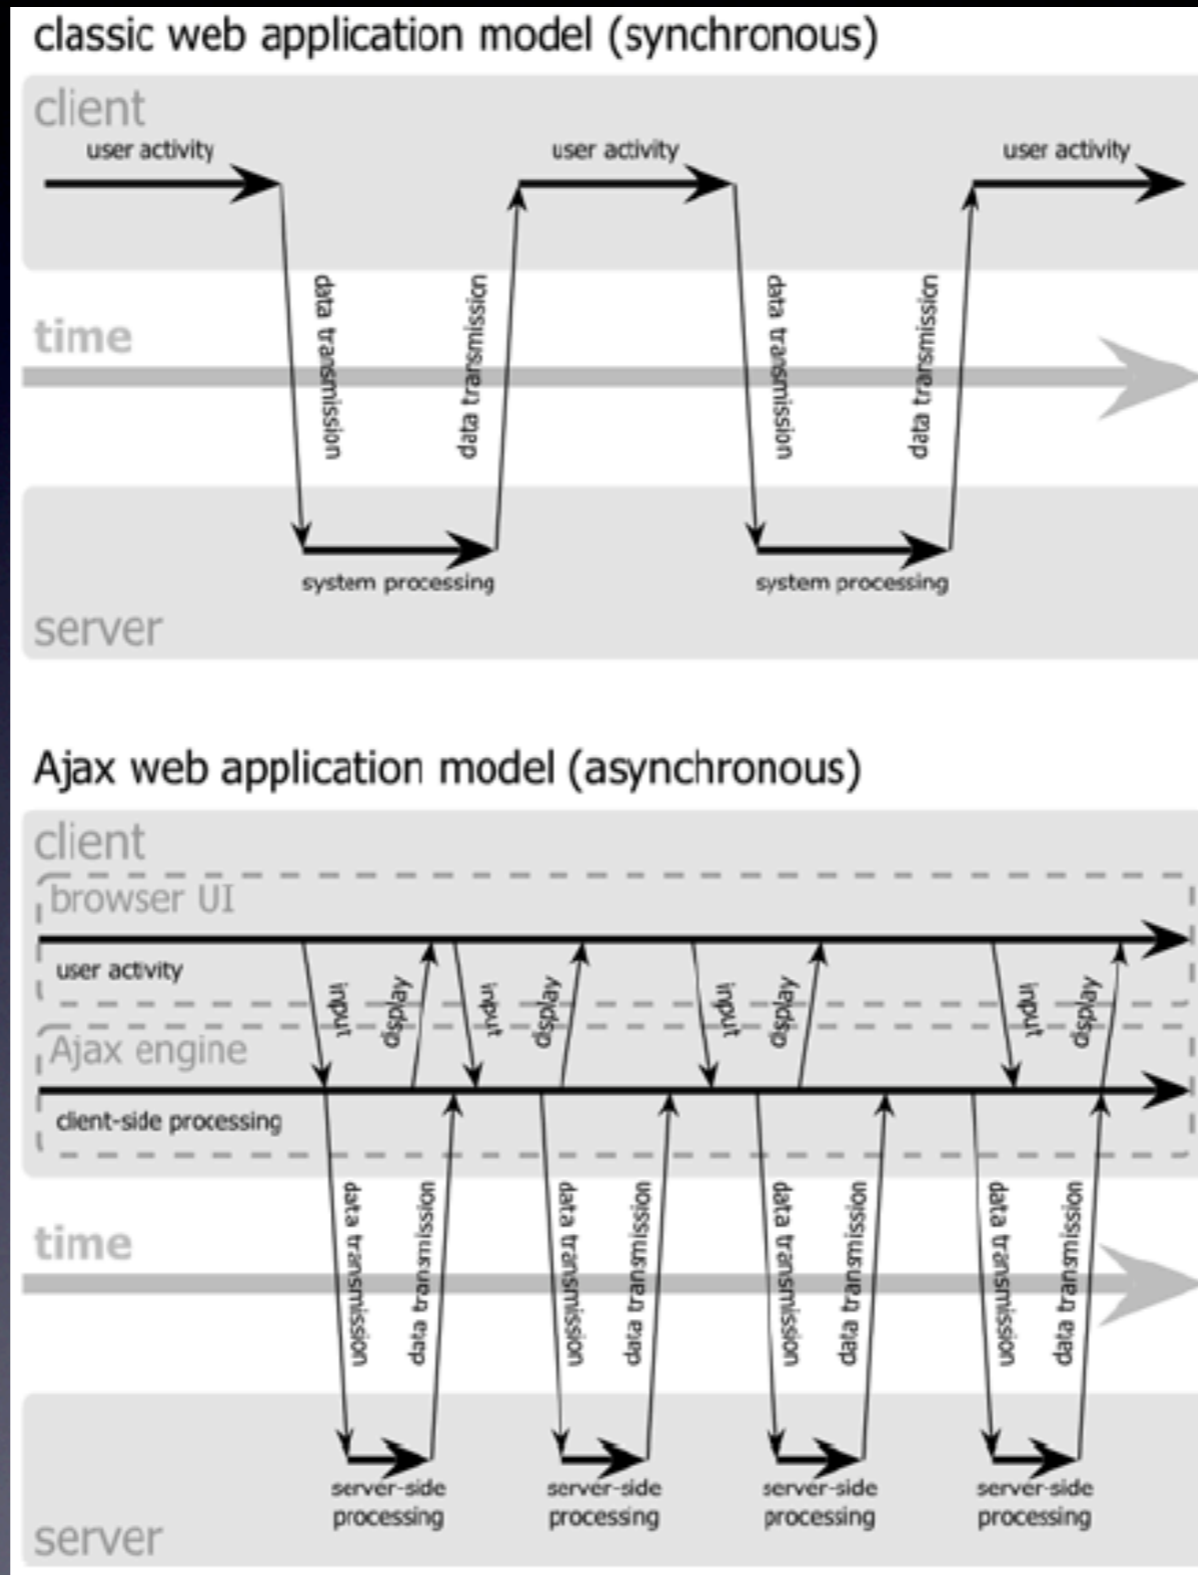 classic web application model (synchronous)
client
user activity
user activity
user activity
data transmission
data transmission
data transmission
data transmission
time
system processing
system processing
server
Ajax web application model (asynchronous)
client
browser UI
user activity
input
display
input
display
input
display
input
display
Ajax engine
client-side processing
data transmission
data transmission
data transmission
data transmission
data transmission
data transmission
data transmission
data transmission
time
server-side
processing
server-side
processing
server-side
processing
server-side
processing
server